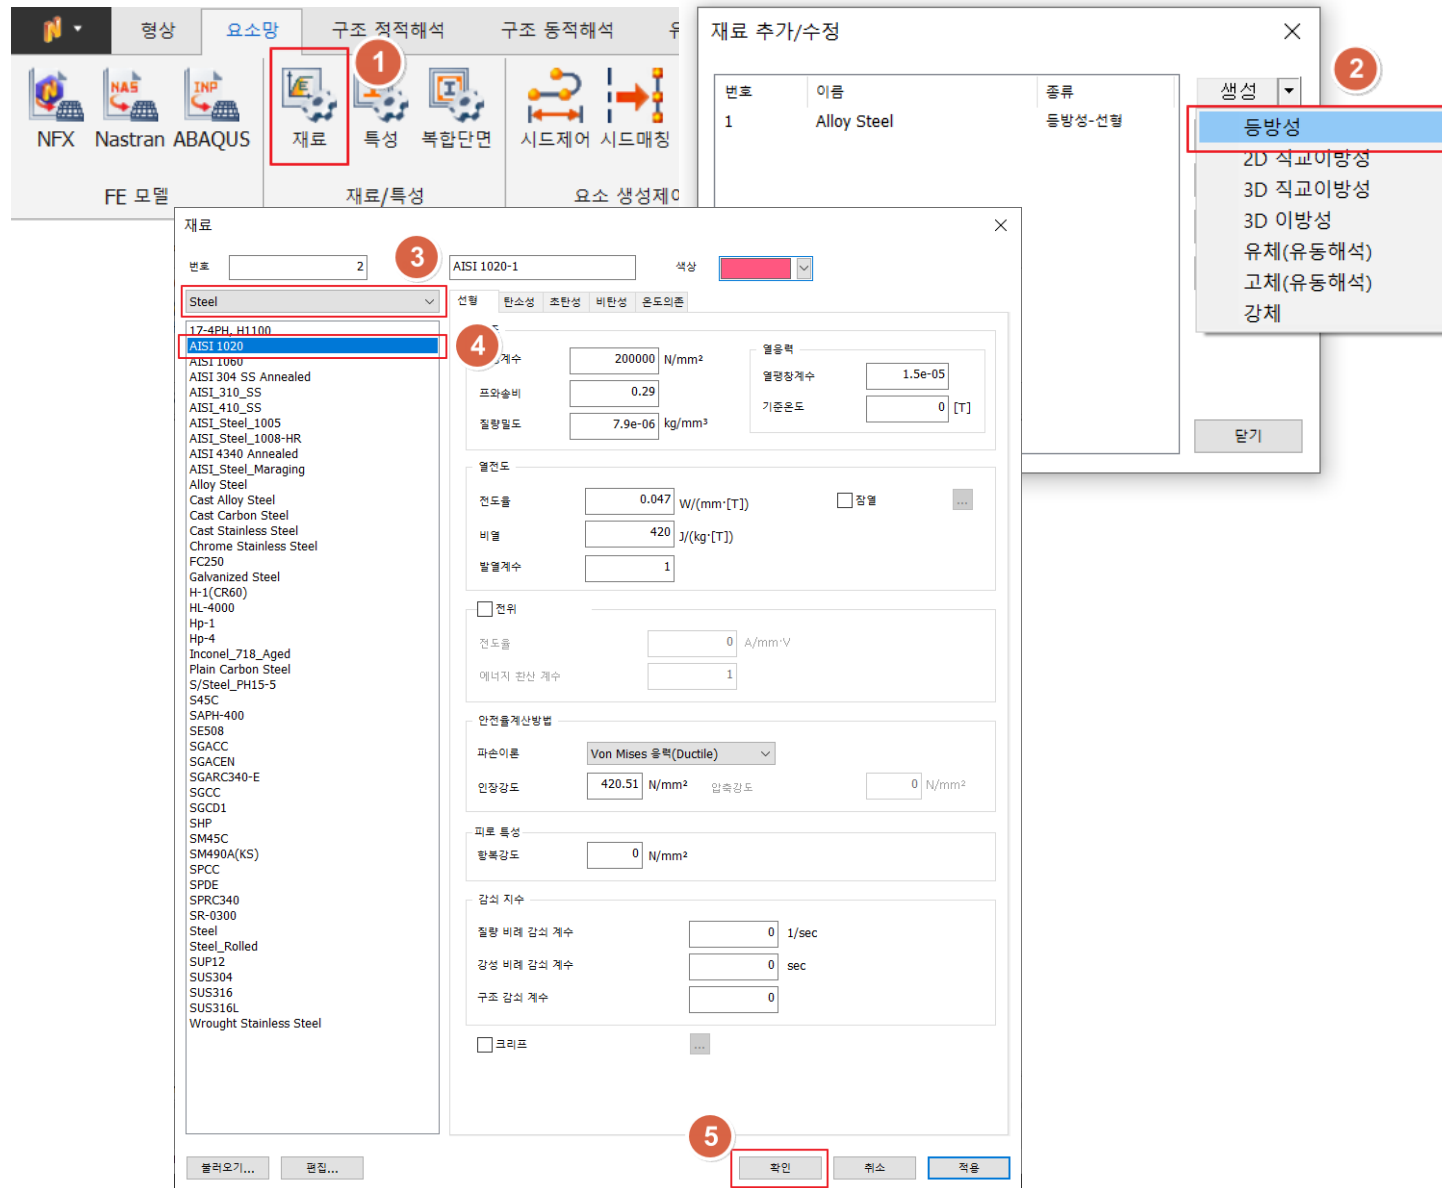 형상 요소망 구조 정적해석 구조 동적해석
1
NFX Nastran ABAQUS 재료 특성 복합단면 시드제어 시드매칭
FE 모델 재료/특성 요소 생성제어
재료 추가/수정
2
번호 이름 종류
1 Alloy Steel 등방성-선형
생성
등방성
2D 직교이방성
3D 직교이방성
3D 이방성
유체(유동해석)
고체(유동해석)
강체
닫기
재료
번호 2
3
AISI 1020-1 색상
Steel
17-4PH, H1100
AISI 1020
4
AISI 1060
AISI 304 SS Annealed
AISI_310_SS
AISI_410_SS
AISI_Steel_1005
AISI_Steel_1008-HR
AISI 4340 Annealed
AISI_Steel_Maraging
Alloy Steel
Cast Alloy Steel
Cast Carbon Steel
Cast Stainless Steel
Chrome Stainless Steel
FC250
Galvanized Steel
H-1(CR60)
HL-4000
Hp-1
Hp-4
Inconel_718_Aged
Plain Carbon Steel
S/Steel_PH15-5
S45C
SAPH-400
SE508
SGACC
SGACEN
SGARC340-E
SGCC
SGCD1
SHP
SM45C
SM490A(KS)
SPCC
SPDE
SPRC340
SR-0300
Steel
Steel_Rolled
SUP12
SUS304
SUS316
SUS316L
Wrought Stainless Steel
선형 탄소성 초탄성 비탄성 온도의존
계수 200000 N/mm²
프와송비 0.29
질량밀도 7.9e-06 kg/mm³
열응력
열팽창계수 1.5e-05
기준온도 0 [T]
열전도
전도율 0.047 W/(mm·[T]) 잠열 ...
비열 420 J/(kg·[T])
발열계수 1
전위
전도율 0 A/mm·V
에너지 환산 계수 1
안전율계산방법
파손이론 Von Mises 응력(Ductile)
인장강도 420.51 N/mm² 압축강도 0 N/mm²
피로 특성
항복강도 0 N/mm²
감쇠 지수
질량 비례 감쇠 계수 0 1/sec
강성 비례 감쇠 계수 0 sec
구조 감쇠 계수 0
크리프 ...
5
불러오기... 편집... 확인 취소 적용